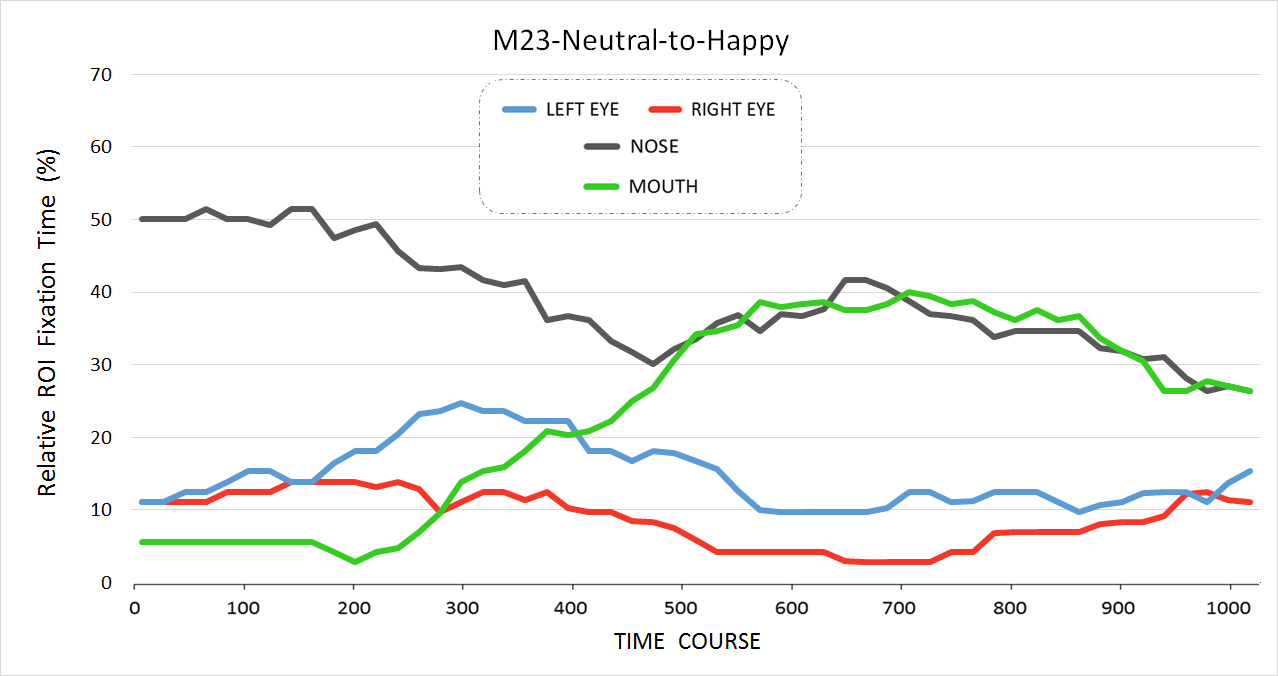 M23-Neutral-to-Happy
LEFT EYE RIGHT EYE
NOSE
MOUTH
Relative ROI Fixation Time (%)
70
60
50
40
30
20
10
0
0 100 200 300 400 500 600 700 800 900 1000
TIME COURSE